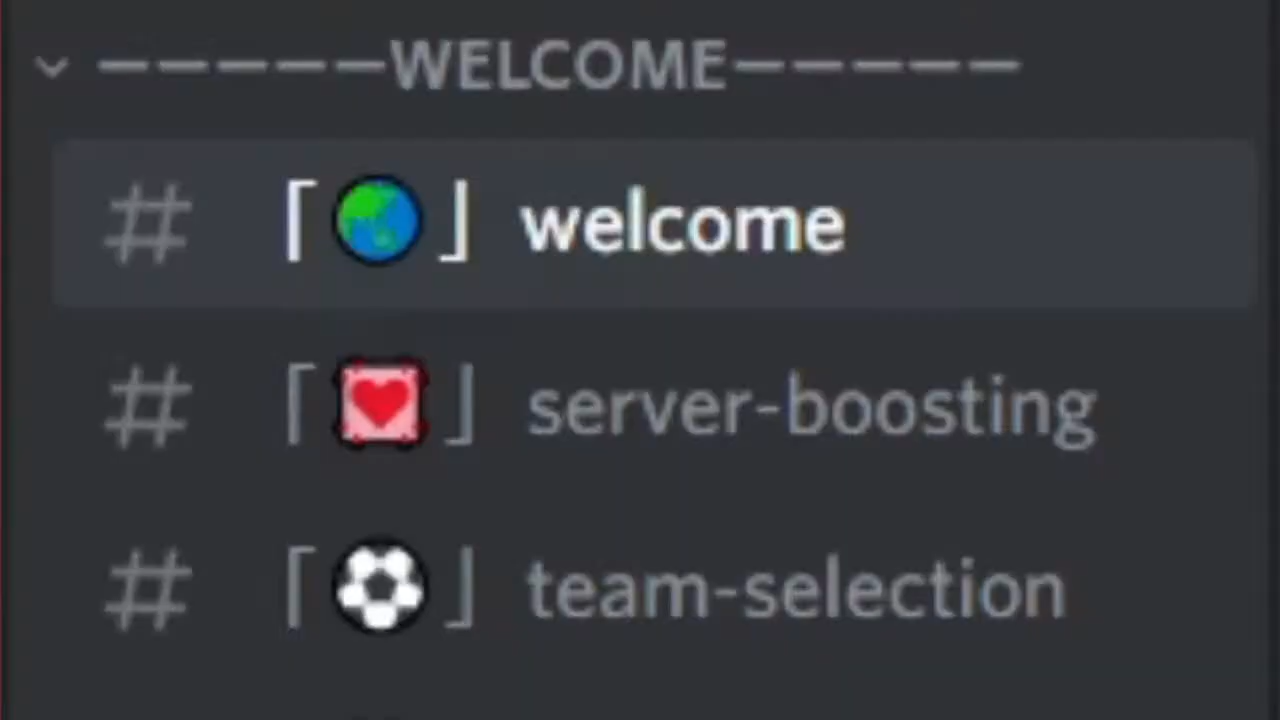 —————WELCOME—————
# ｢🌏｣ welcome
# ｢💟｣ server-boosting
# ｢⚽｣ team-selection